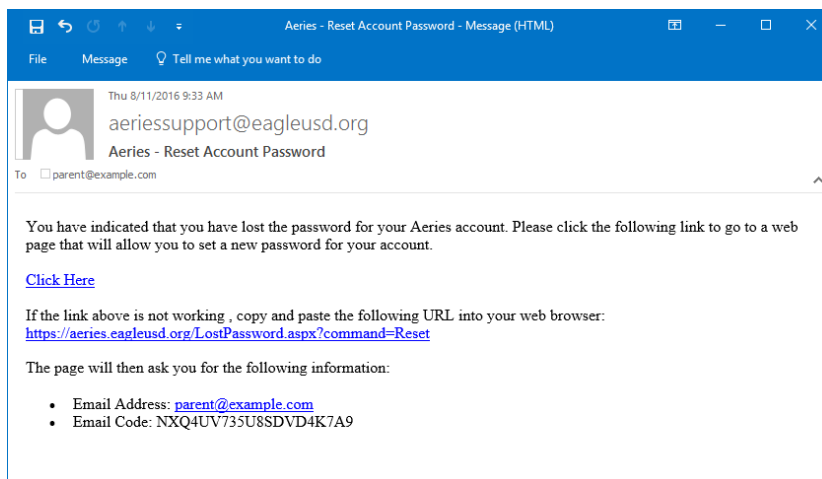 Aeries - Reset Account Password - Message (HTML)
File Message Tell me what you want to do
Thu 8/11/2016 9:33 AM
aeriessupport@eagleusd.org
Aeries - Reset Account Password
To parent@example.com
You have indicated that you have lost the password for your Aeries account. Please click the following link to go to a web
page that will allow you to set a new password for your account.
Click Here
If the link above is not working , copy and paste the following URL into your web browser:
https://aeries.eagleusd.org/LostPassword.aspx?command=Reset
The page will then ask you for the following information:
• Email Address: parent@example.com
• Email Code: NXQ4UV735U8SDVD4K7A9